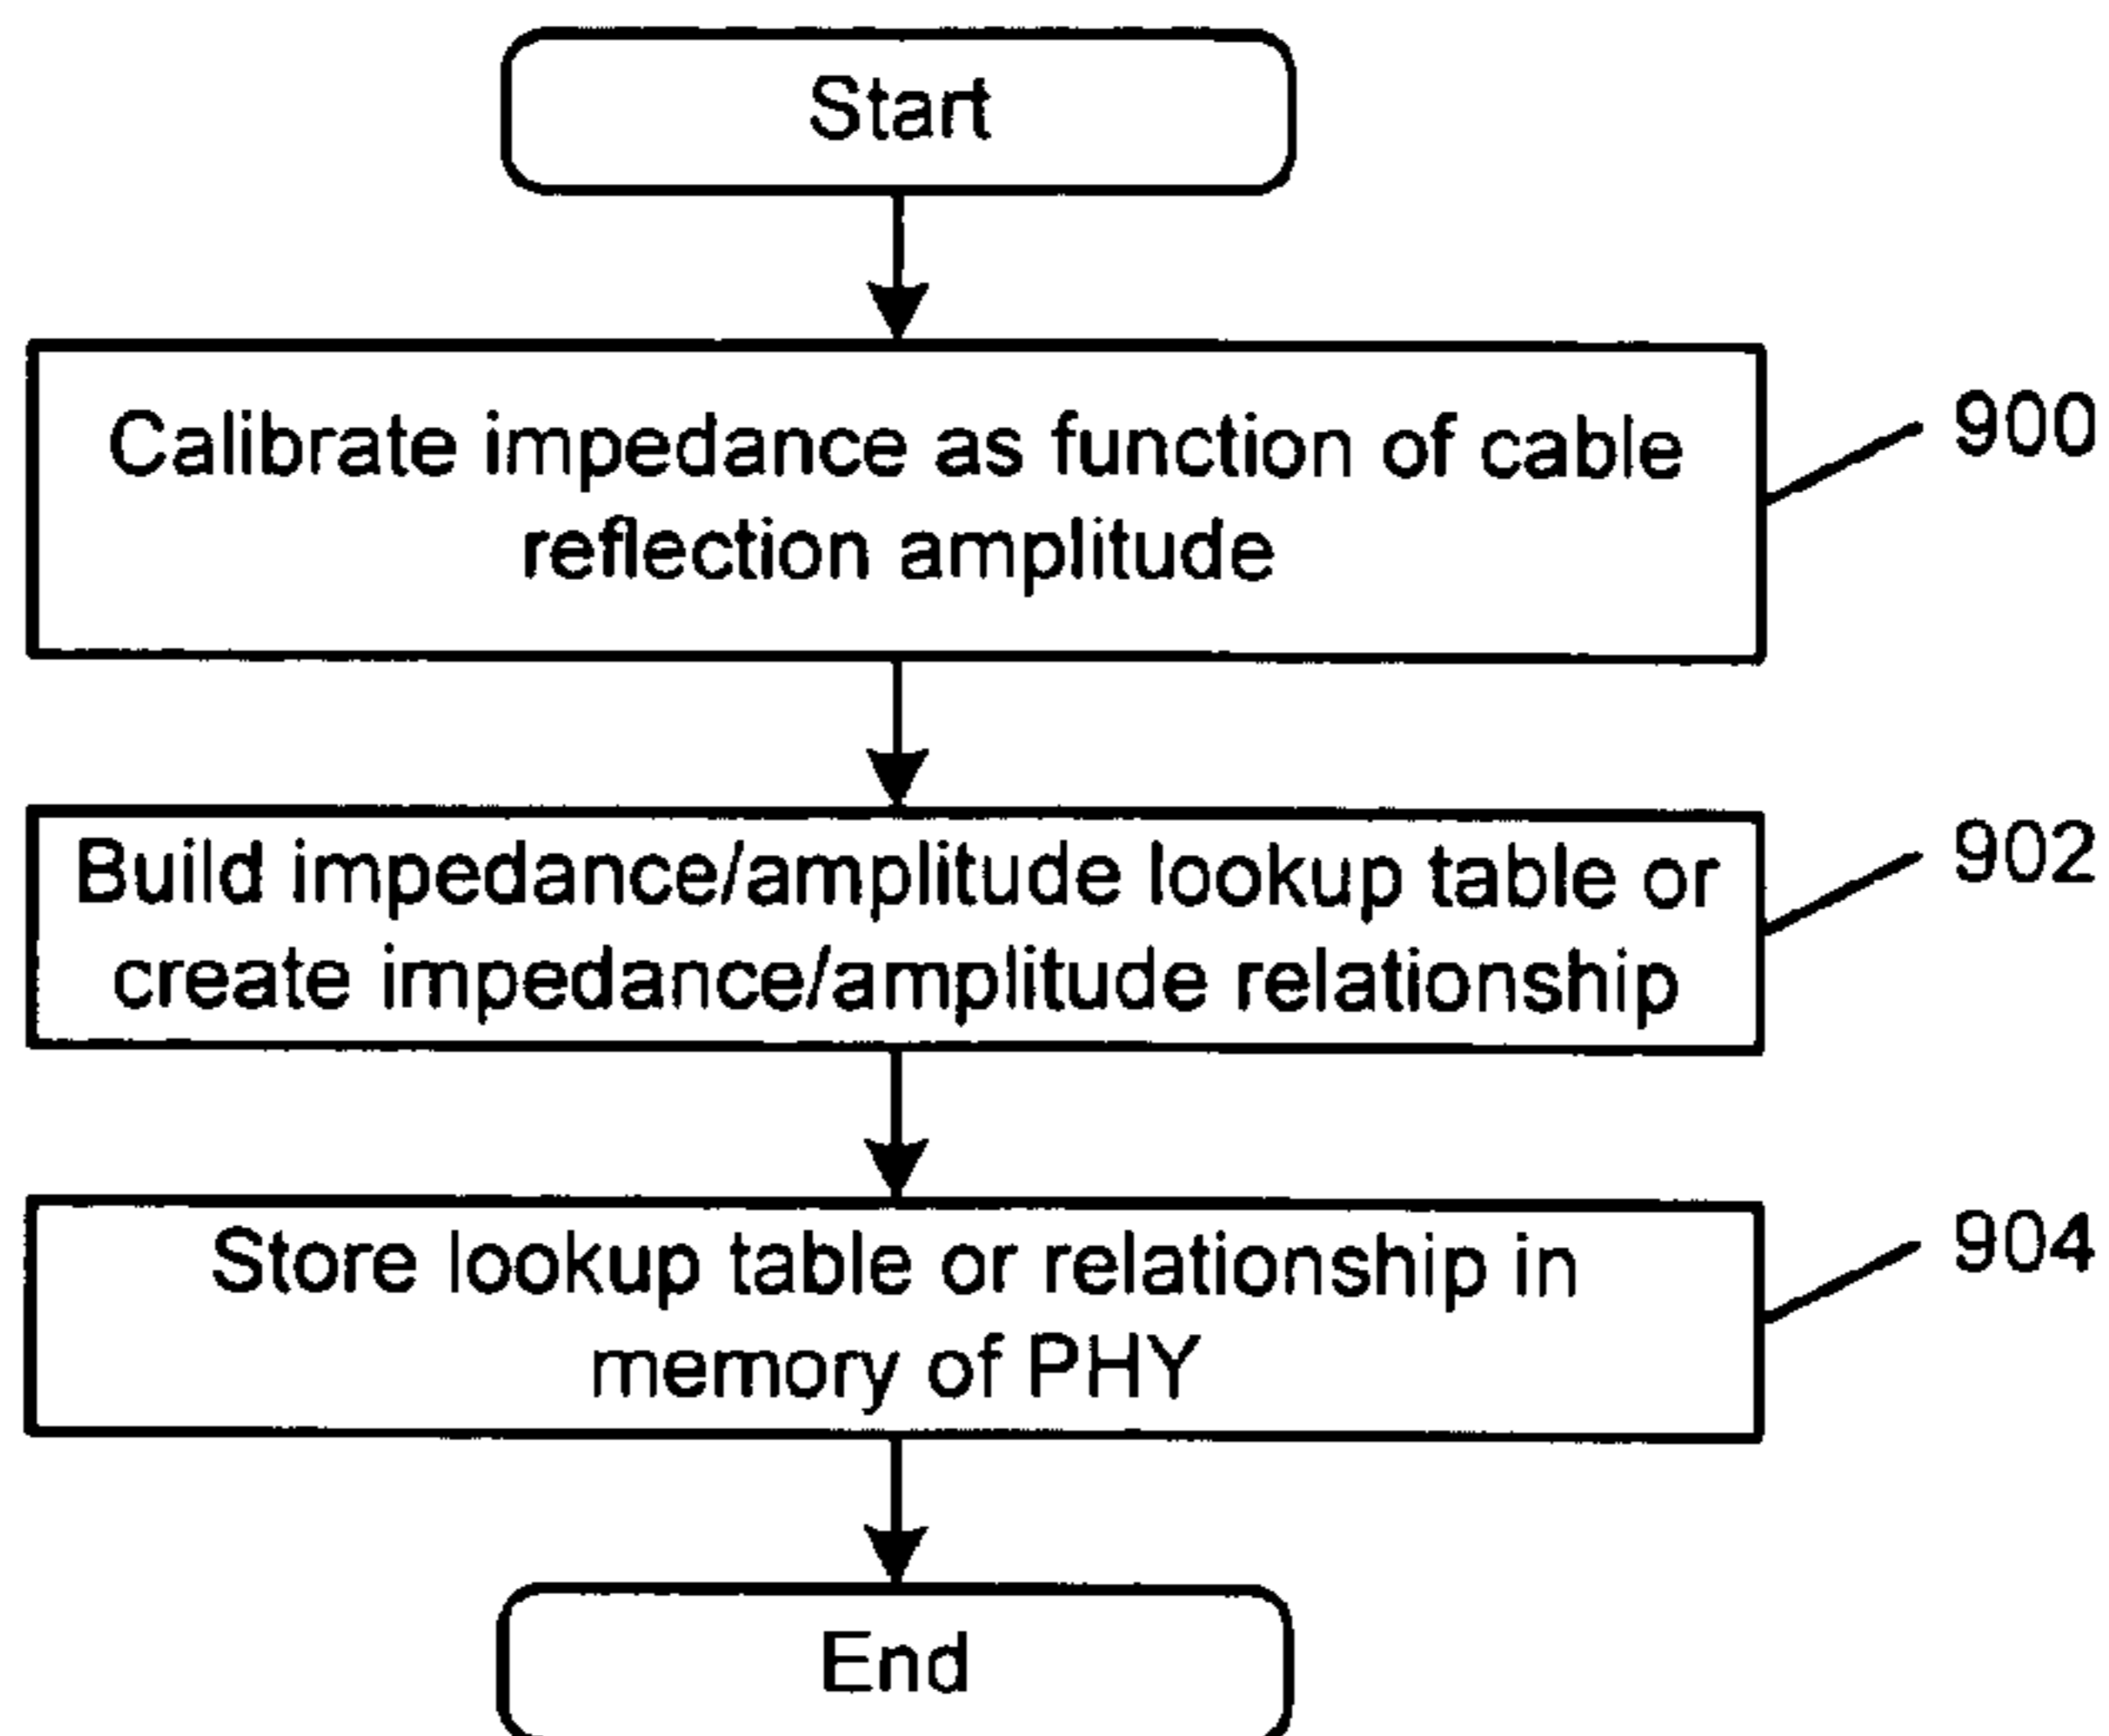 Start
Calibrate impedance as function of cable
reflection amplitude
900
Build impedance/amplitude lookup table or
create impedance/amplitude relationship
902
Store lookup table or relationship in
memory of PHY
904
End